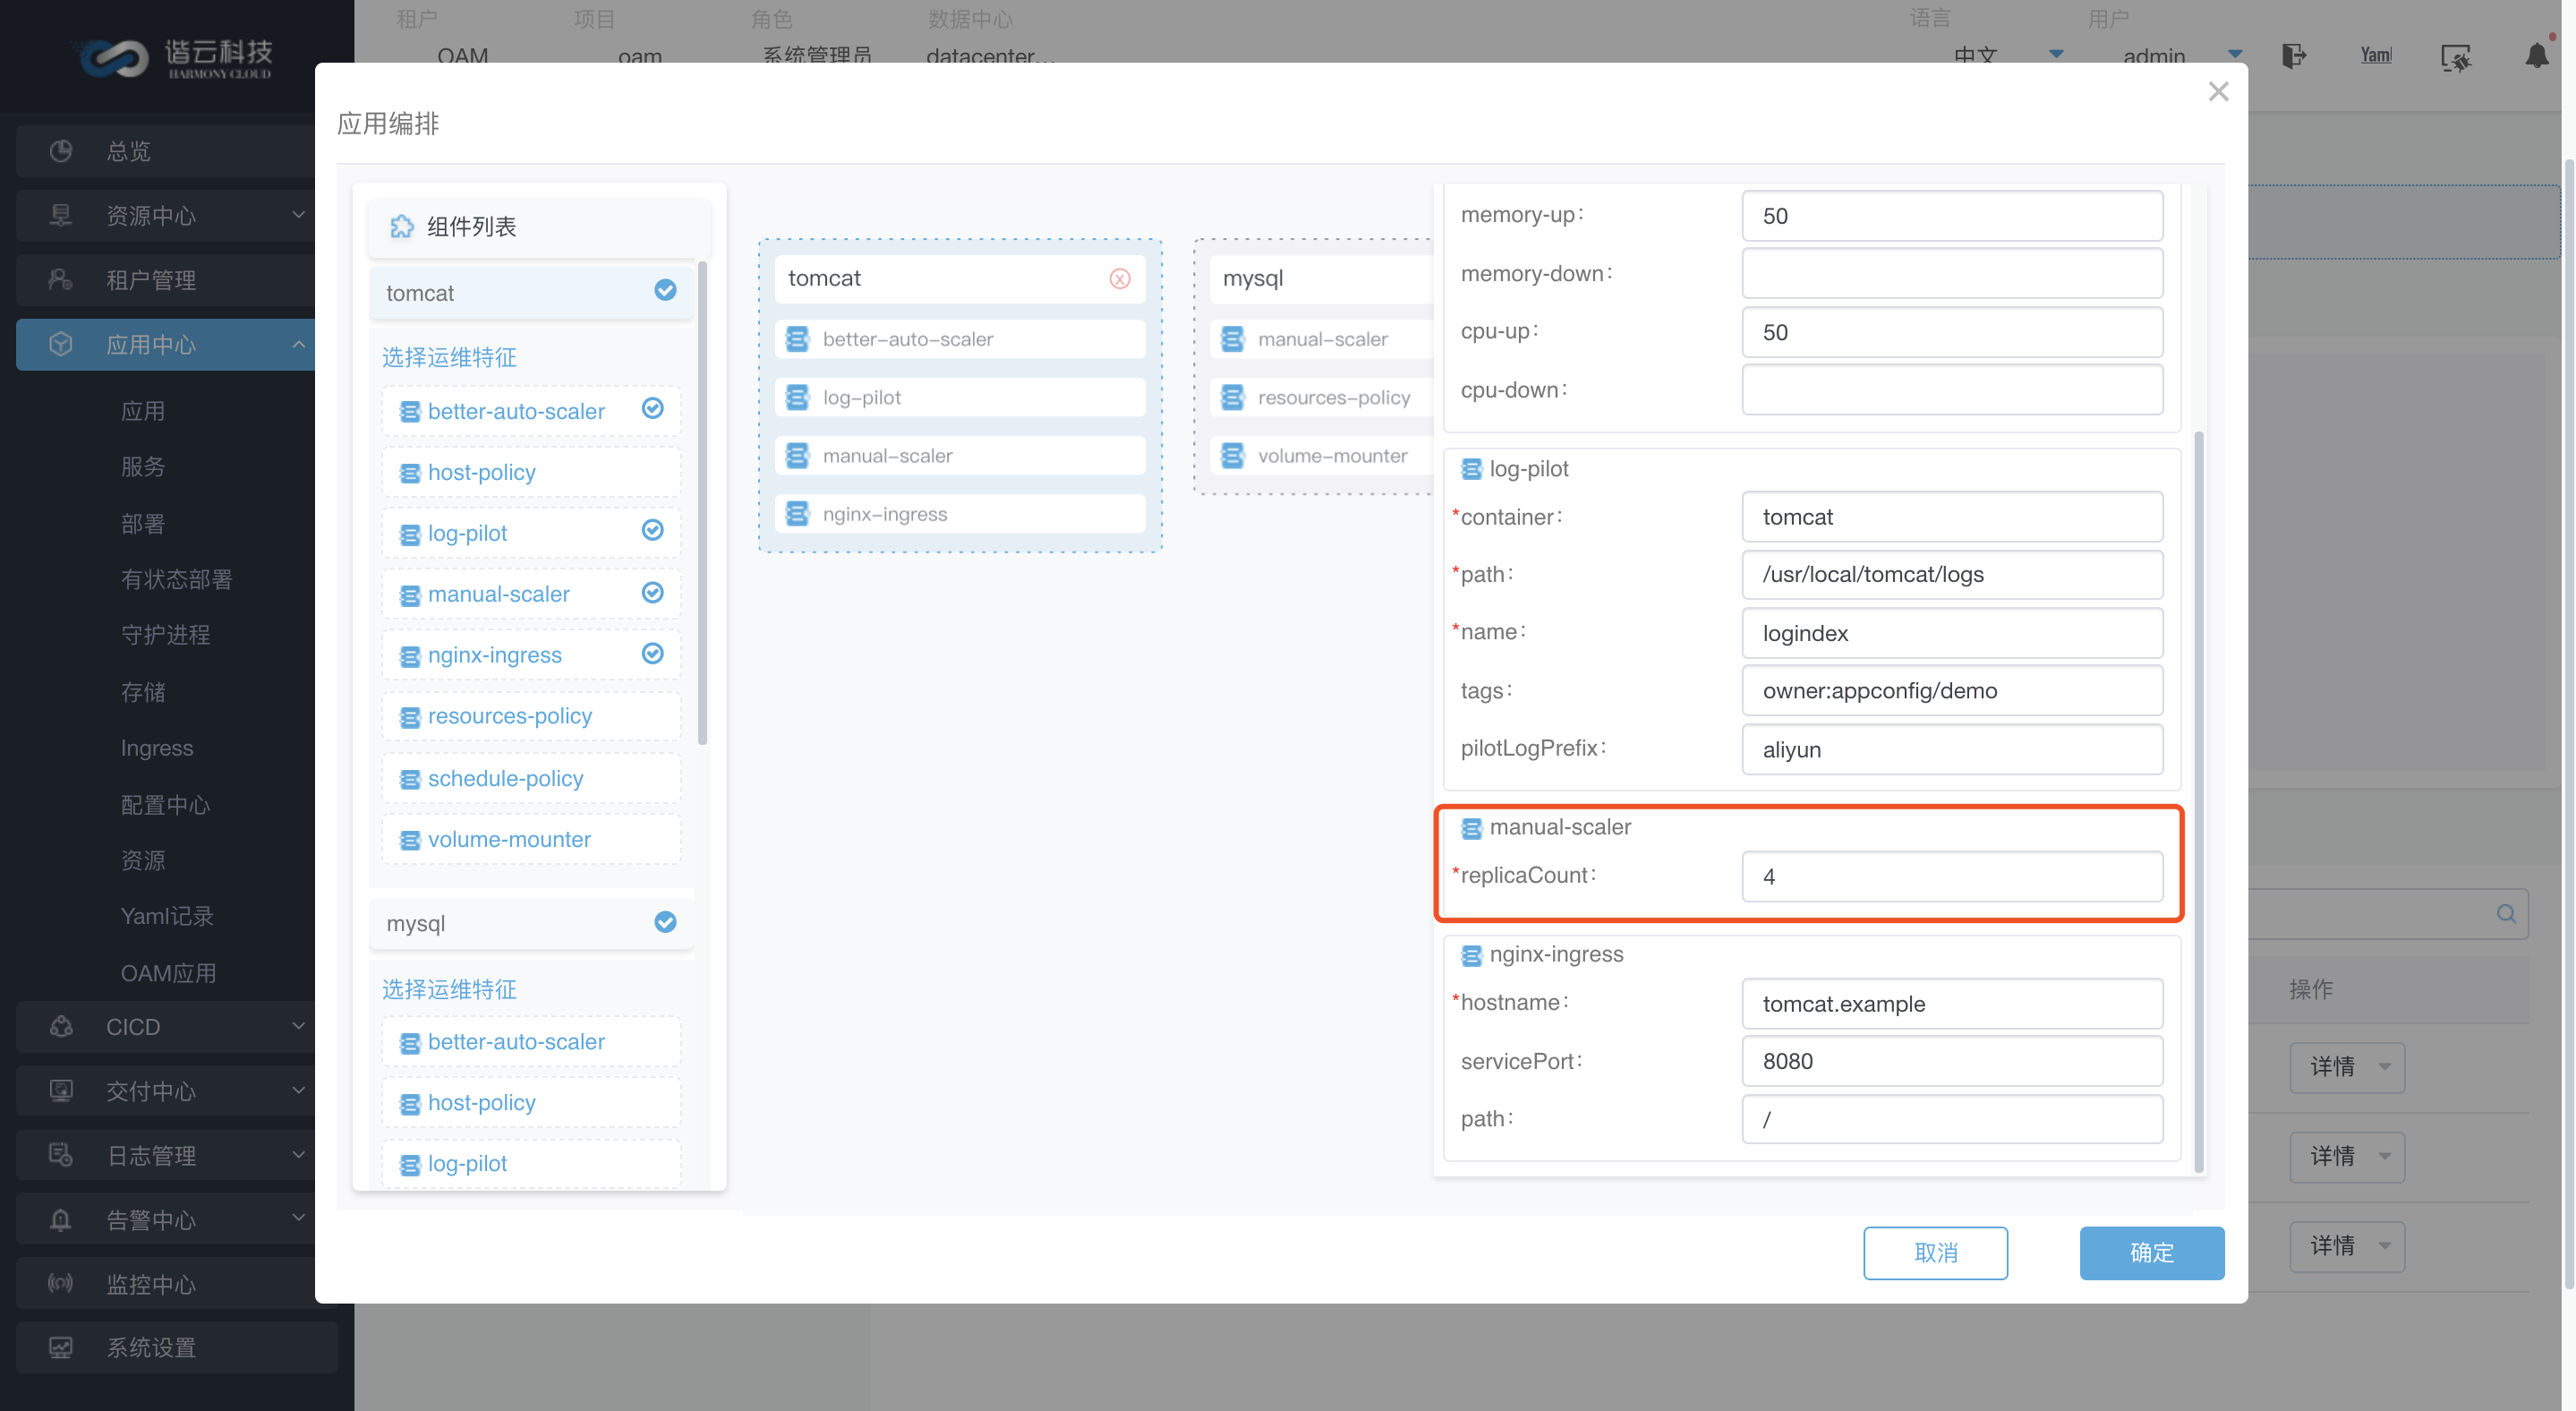 谐云科技
HARMONY CLOUD
租户
项目
角色
数据中心
语言
用户
OAM
oam
系统管理员
datacenter...
中文
admin
Yaml
总览
资源中心
租户管理
应用中心
应用
服务
部署
有状态部署
守护进程
存储
Ingress
配置中心
资源
Yaml记录
OAM应用
CICD
交付中心
日志管理
告警中心
监控中心
系统设置
应用编排
组件列表
tomcat
选择运维特征
better-auto-scaler
host-policy
log-pilot
manual-scaler
nginx-ingress
resources-policy
schedule-policy
volume-mounter
mysql
选择运维特征
better-auto-scaler
host-policy
log-pilot
tomcat
better-auto-scaler
log-pilot
manual-scaler
nginx-ingress
mysql
manual-scaler
resources-policy
volume-mounter
memory-up: 50
memory-down:
cpu-up: 50
cpu-down:
log-pilot
*container: tomcat
*path: /usr/local/tomcat/logs
*name: logindex
tags: owner:appconfig/demo
pilotLogPrefix: aliyun
manual-scaler
*replicaCount: 4
nginx-ingress
*hostname: tomcat.example
servicePort: 8080
path: /
取消
确定
操作
详情
详情
详情